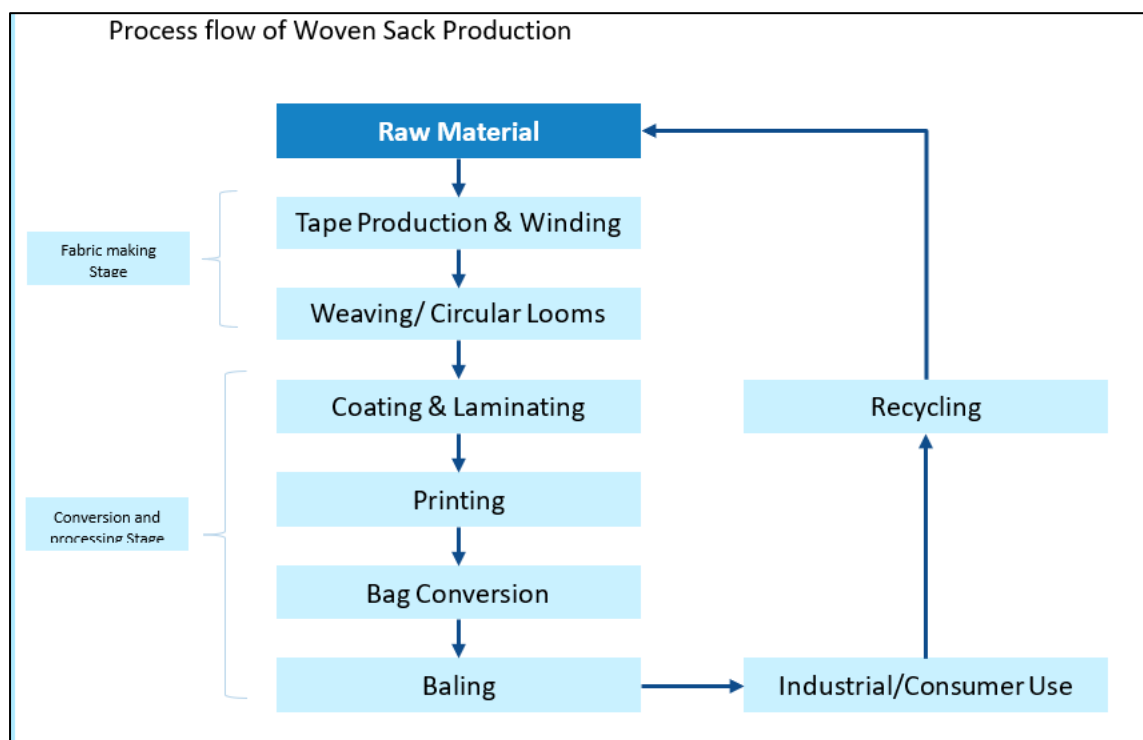 Process flow of Woven Sack Production
Raw Material
Tape Production & Winding
Fabric making
Stage
Weaving/ Circular Looms
Coating & Laminating
Recycling
Printing
Conversion and
processing Stage
Bag Conversion
Baling
Industrial/Consumer Use